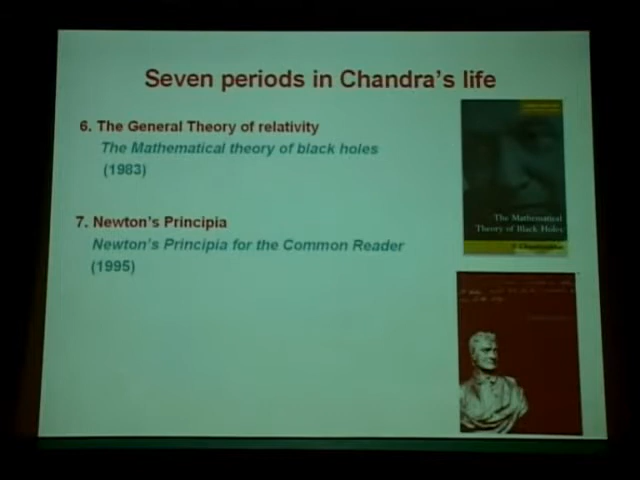 Seven periods in Chandra's life
6. The General Theory of relativity
The Mathematical theory of black holes
(1983)
7. Newton's Principia
Newton's Principia for the Common Reader
(1995)
The Mathematical
Theory of Black Holes